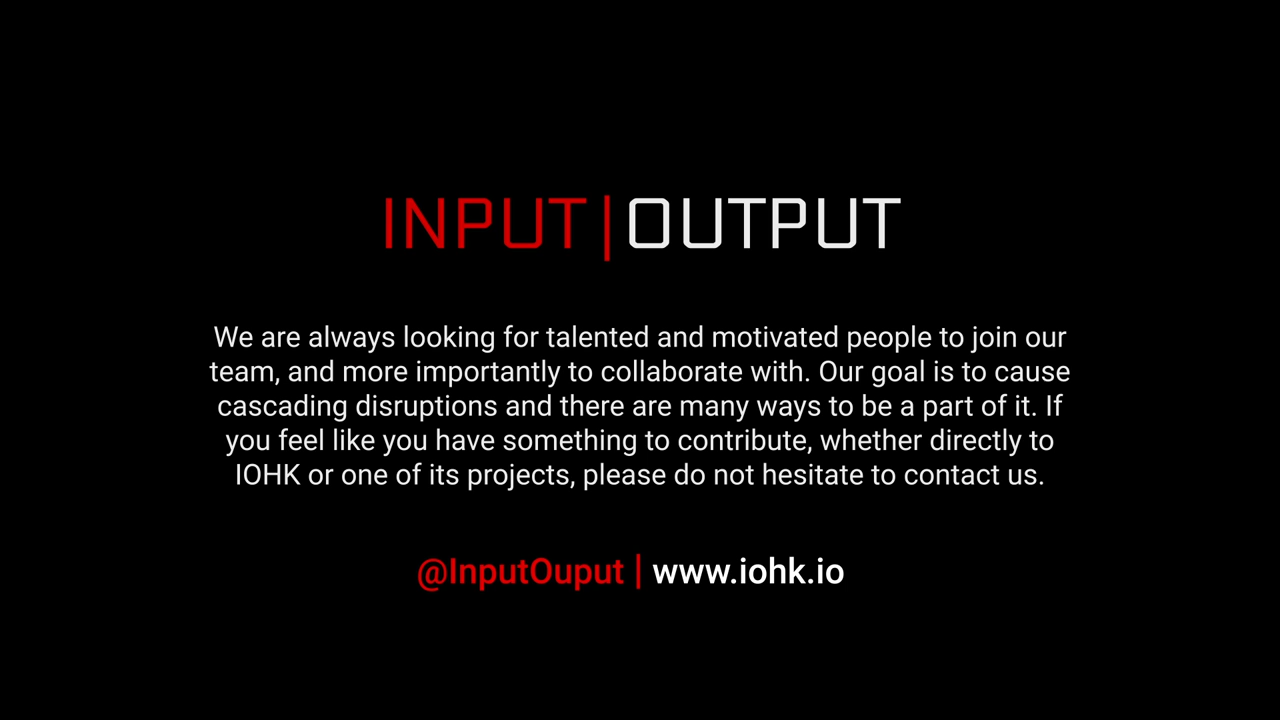 INPUT|OUTPUT
We are always looking for talented and motivated people to join our
team, and more importantly to collaborate with. Our goal is to cause
cascading disruptions and there are many ways to be a part of it. If
you feel like you have something to contribute, whether directly to
IOHK or one of its projects, please do not hesitate to contact us.
@InputOuput | www.iohk.io